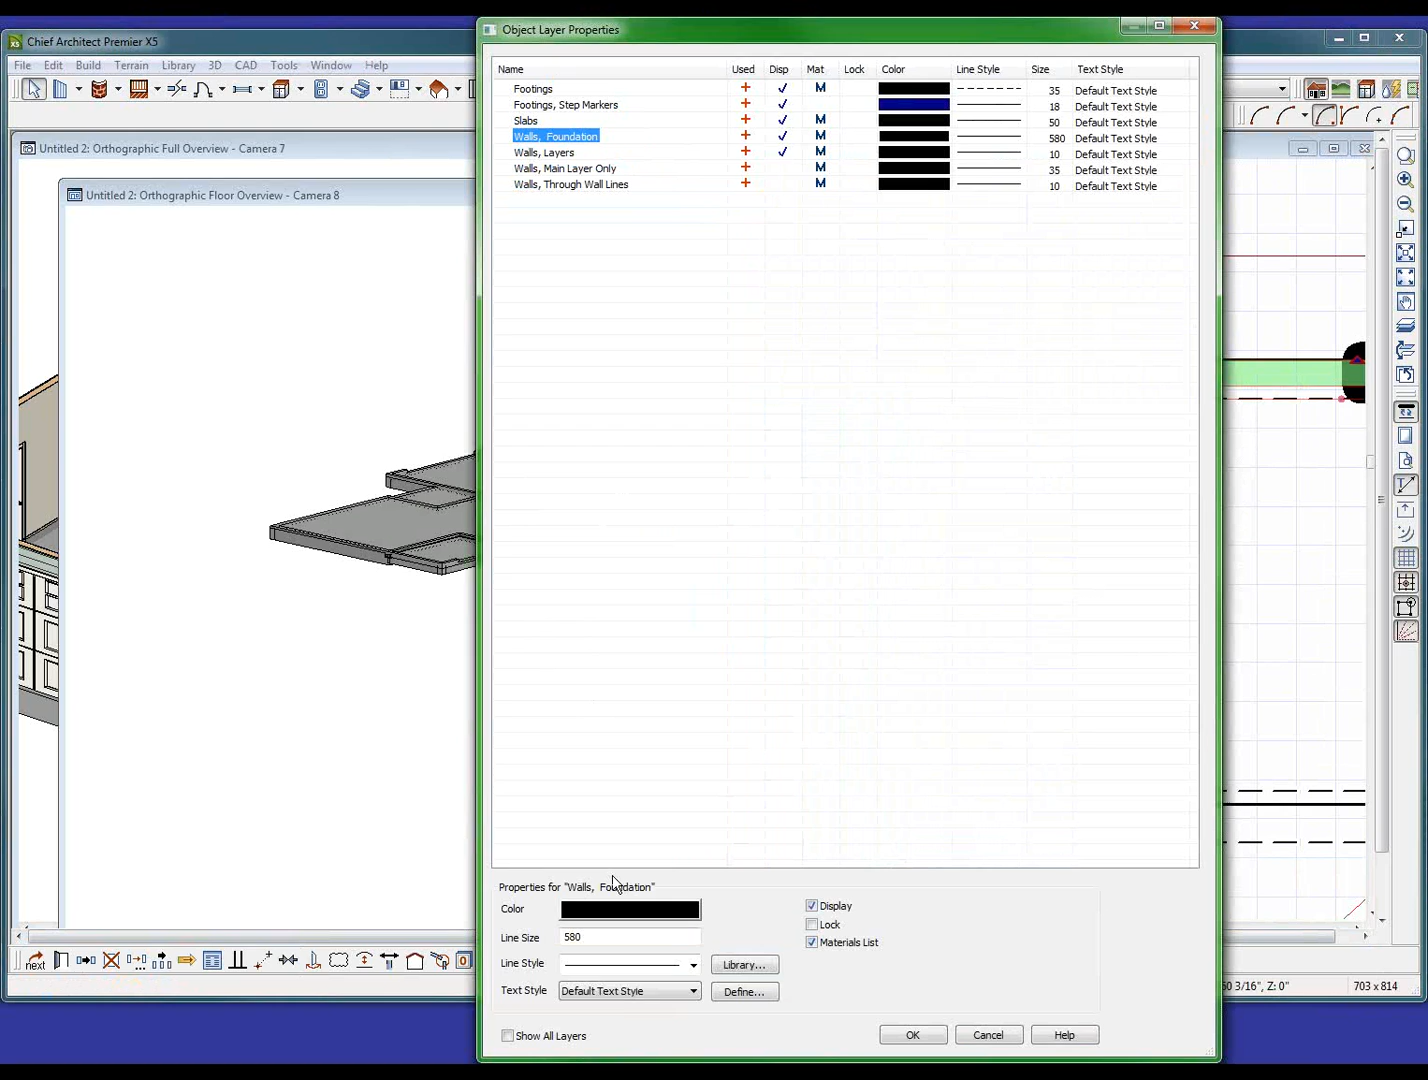 Chief Architect Premier X5
File Edit Build Terrain Library 3D CAD Tools Window Help
Untitled 2: Orthographic Full Overview - Camera 7
Untitled 2: Orthographic Floor Overview - Camera 8
Object Layer Properties
Name Used Disp Mat Lock Color Line Style Size Text Style
Footings M 35 Default Text Style
Footings, Step Markers 18 Default Text Style
Slabs M 50 Default Text Style
Walls, Foundation M 580 Default Text Style
Walls, Layers M 10 Default Text Style
Walls, Main Layer Only M 35 Default Text Style
Walls, Through Wall Lines M 10 Default Text Style
Properties for "Walls, Foundation"
Color
Line Size 580
Line Style Library...
Text Style Default Text Style Define...
Display
Lock
Materials List
Show All Layers
OK Cancel Help
next
3/16", Z: 0" 703 x 814